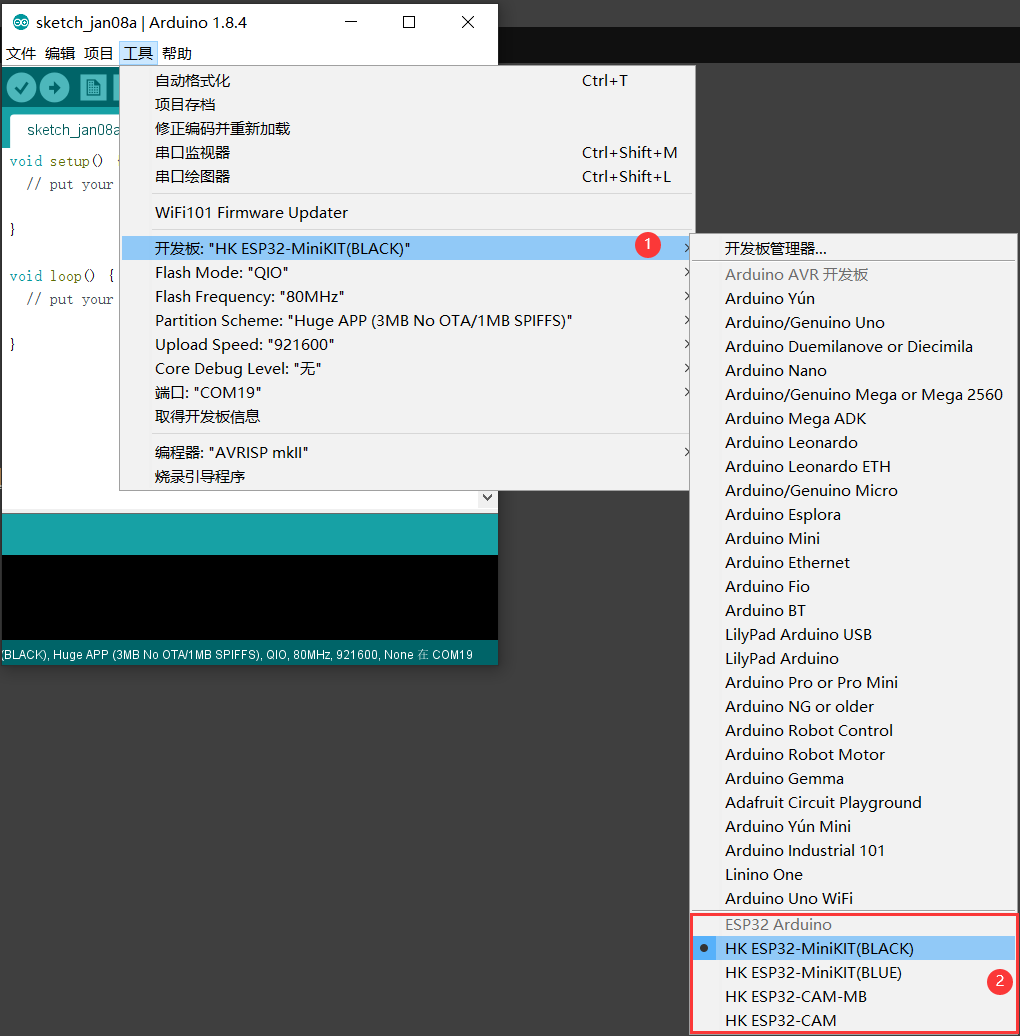 sketch_jan08a | Arduino 1.8.4
文件 编辑 项目 工具 帮助
sketch_jan08a
void setup() {
// put your
}
void loop() {
// put your
}
自动格式化 Ctrl+T
项目存档
修正编码并重新加载
串口监视器 Ctrl+Shift+M
串口绘图器 Ctrl+Shift+L
WiFi101 Firmware Updater
开发板: "HK ESP32-MiniKIT(BLACK)" 1
Flash Mode: "QIO"
Flash Frequency: "80MHz"
Partition Scheme: "Huge APP (3MB No OTA/1MB SPIFFS)"
Upload Speed: "921600"
Core Debug Level: "无"
端口: "COM19"
取得开发板信息
编程器: "AVRISP mkII"
烧录引导程序
(BLACK), Huge APP (3MB No OTA/1MB SPIFFS), QIO, 80MHz, 921600, None 在 COM19
开发板管理器...
Arduino AVR 开发板
Arduino Yún
Arduino/Genuino Uno
Arduino Duemilanove or Diecimila
Arduino Nano
Arduino/Genuino Mega or Mega 2560
Arduino Mega ADK
Arduino Leonardo
Arduino Leonardo ETH
Arduino/Genuino Micro
Arduino Esplora
Arduino Mini
Arduino Ethernet
Arduino Fio
Arduino BT
LilyPad Arduino USB
LilyPad Arduino
Arduino Pro or Pro Mini
Arduino NG or older
Arduino Robot Control
Arduino Robot Motor
Arduino Gemma
Adafruit Circuit Playground
Arduino Yún Mini
Arduino Industrial 101
Linino One
Arduino Uno WiFi
ESP32 Arduino
HK ESP32-MiniKIT(BLACK)
HK ESP32-MiniKIT(BLUE) 2
HK ESP32-CAM-MB
HK ESP32-CAM